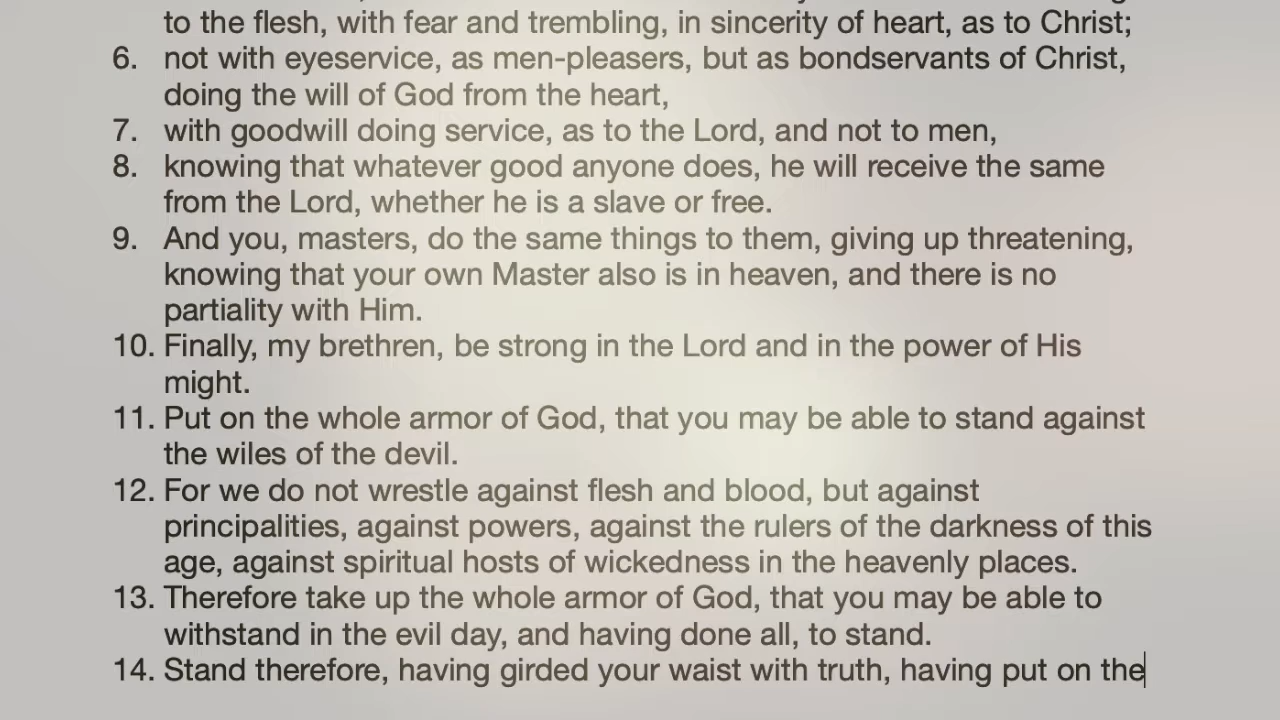 to the flesh, with fear and trembling, in sincerity of heart, as to Christ;
6. not with eyeservice, as men-pleasers, but as bondservants of Christ,
doing the will of God from the heart,
7. with goodwill doing service, as to the Lord, and not to men,
8. knowing that whatever good anyone does, he will receive the same
from the Lord, whether he is a slave or free.
9. And you, masters, do the same things to them, giving up threatening,
knowing that your own Master also is in heaven, and there is no
partiality with Him.
10. Finally, my brethren, be strong in the Lord and in the power of His
might.
11. Put on the whole armor of God, that you may be able to stand against
the wiles of the devil.
12. For we do not wrestle against flesh and blood, but against
principalities, against powers, against the rulers of the darkness of this
age, against spiritual hosts of wickedness in the heavenly places.
13. Therefore take up the whole armor of God, that you may be able to
withstand in the evil day, and having done all, to stand.
14. Stand therefore, having girded your waist with truth, having put on the